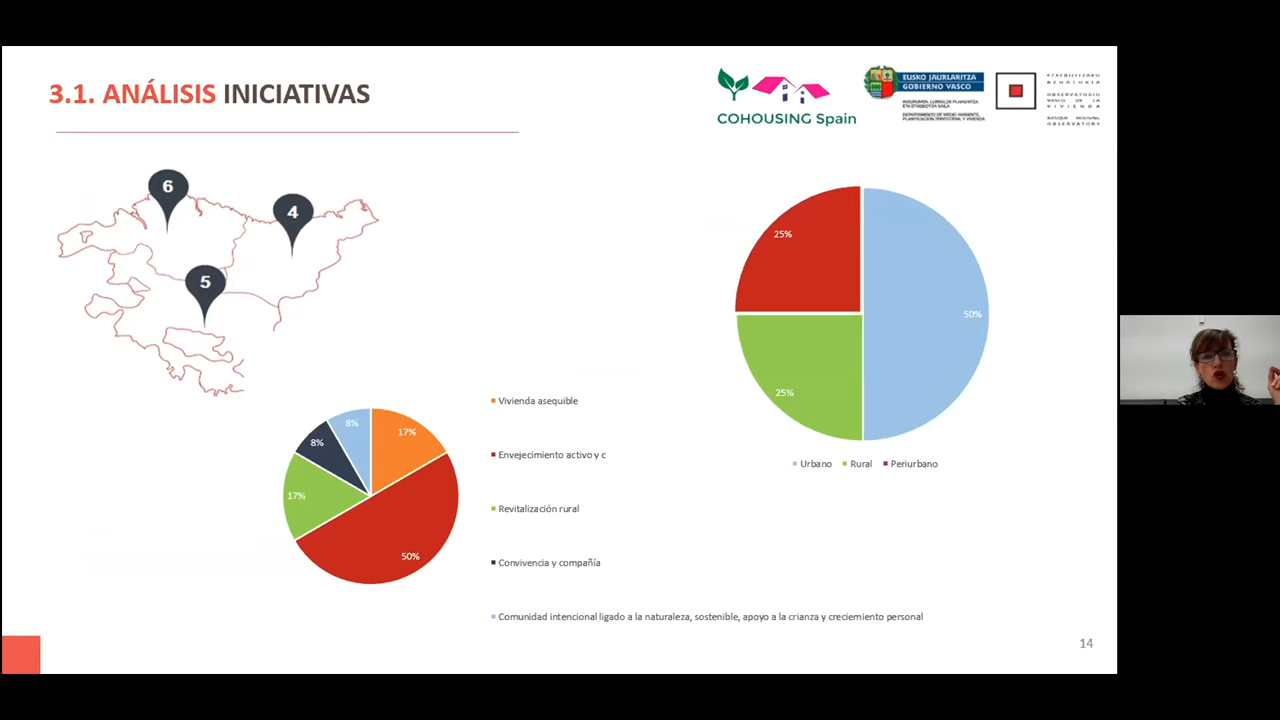 3.1. ANÁLISIS INICIATIVAS
COHOUSING Spain
EUSKO JAURLARITZA
GOBIERNO VASCO
INGURUMEN, LURRALDE PLANGINTZA
ETA ETXEBIZITZA SAILA
DEPARTAMENTO DE MEDIO AMBIENTE,
PLANIFICACIÓN TERRITORIAL Y VIVIENDA
ETXEBIZITZAKO
BEHATOKIA
OBSERVATORIO
VASCO DE LA
VIVIENDA
BASQUE HOUSING
OBSERVATORY
6
4
5
25%
50%
25%
Urbano
Rural
Periurbano
8%
17%
8%
17%
50%
Vivienda asequible
Envejecimiento activo y c
Revitalización rural
Convivencia y compañía
Comunidad intencional ligado a la naturaleza, sostenible, apoyo a la crianza y creciemiento personal
14